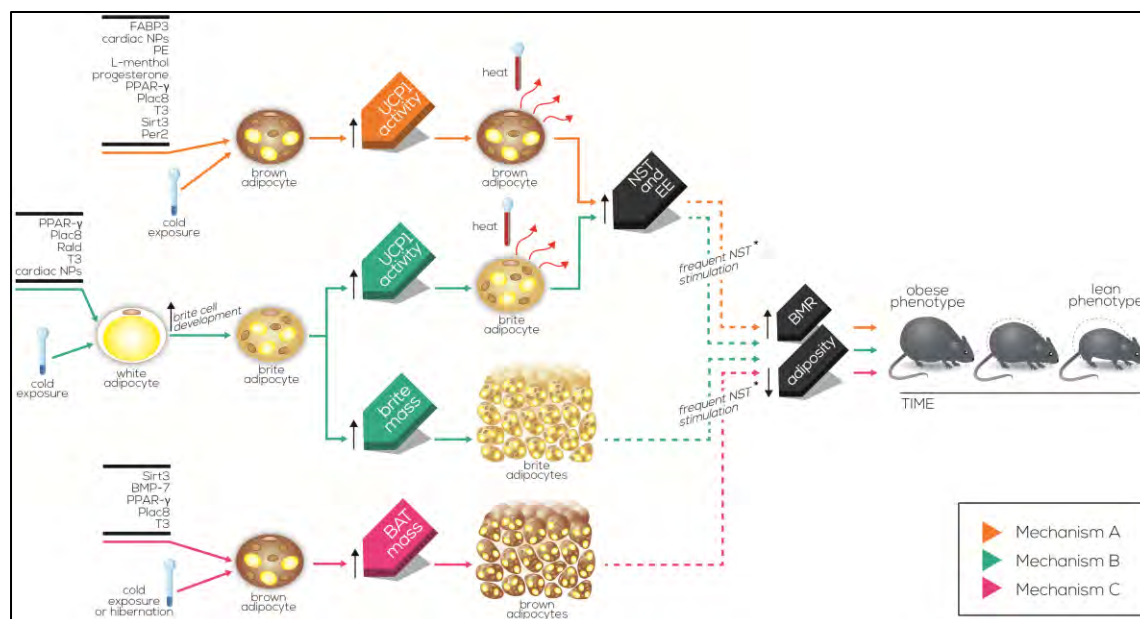 FABP3
cardiac NPs
PE
L-menthol
progesterone
PPAR-γ
Plac8
T3
Sirt3
Per2
cold
exposure
brown
adipocyte
UCP1
activity
heat
brown
adipocyte
NST
and
EE
PPAR-γ
Plac8
Rald
T3
cardiac NPs
cold
exposure
white
adipocyte
brite cell
development
brite
adipocyte
UCP1
activity
heat
brite
adipocyte
brite
mass
brite
adipocytes
frequent NST*
stimulation
frequent NST*
stimulation
BMR
adiposity
obese
phenotype
lean
phenotype
TIME
Sirt3
BMP-7
PPAR-γ
Plac8
T3
cold
exposure
or hibernation
brown
adipocyte
BAT
mass
brown
adipocytes
Mechanism A
Mechanism B
Mechanism C